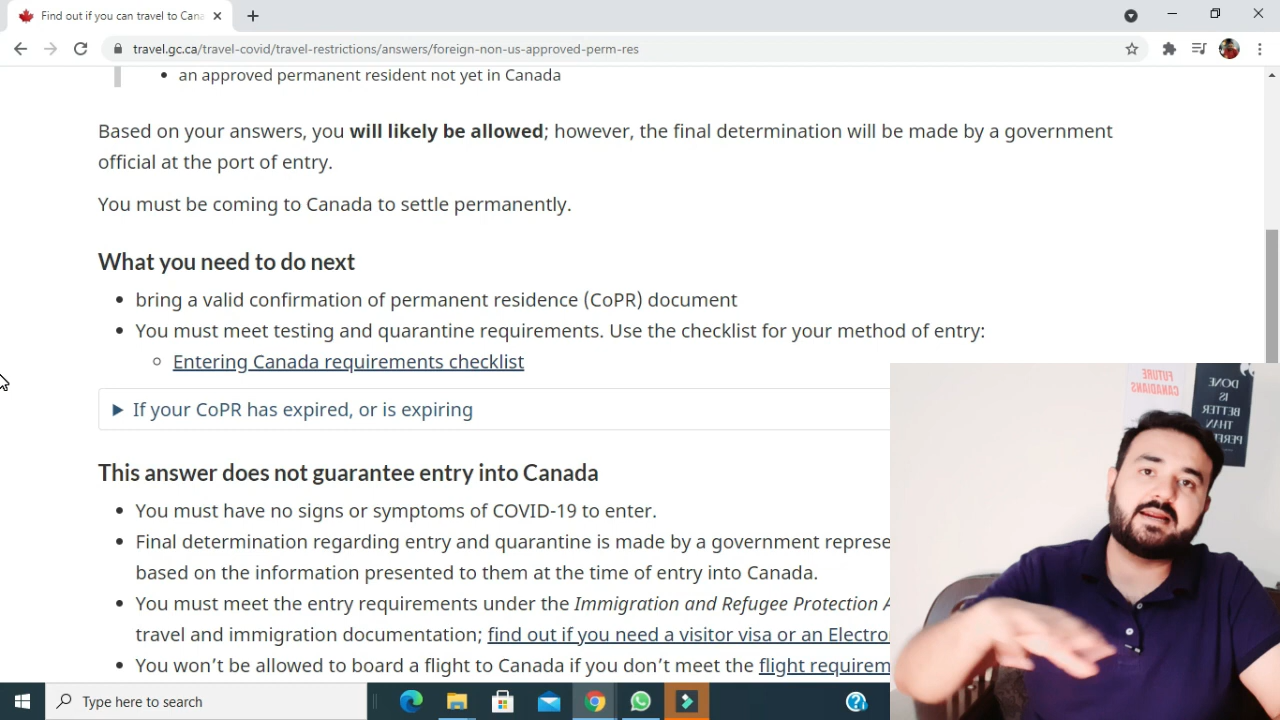 Find out if you can travel to Cana
travel.gc.ca/travel-covid/travel-restrictions/answers/foreign-non-us-approved-perm-res
• an approved permanent resident not yet in Canada
Based on your answers, you will likely be allowed; however, the final determination will be made by a government
official at the port of entry.
You must be coming to Canada to settle permanently.
What you need to do next
• bring a valid confirmation of permanent residence (CoPR) document
• You must meet testing and quarantine requirements. Use the checklist for your method of entry:
Entering Canada requirements checklist
If your CoPR has expired, or is expiring
This answer does not guarantee entry into Canada
• You must have no signs or symptoms of COVID-19 to enter.
• Final determination regarding entry and quarantine is made by a government represe
based on the information presented to them at the time of entry into Canada.
• You must meet the entry requirements under the Immigration and Refugee Protection A
travel and immigration documentation; find out if you need a visitor visa or an Electro
• You won't be allowed to board a flight to Canada if you don't meet the flight requirem
FUTURE
CANADIANS
DONE
IS
BETTER
THAN
Type here to search